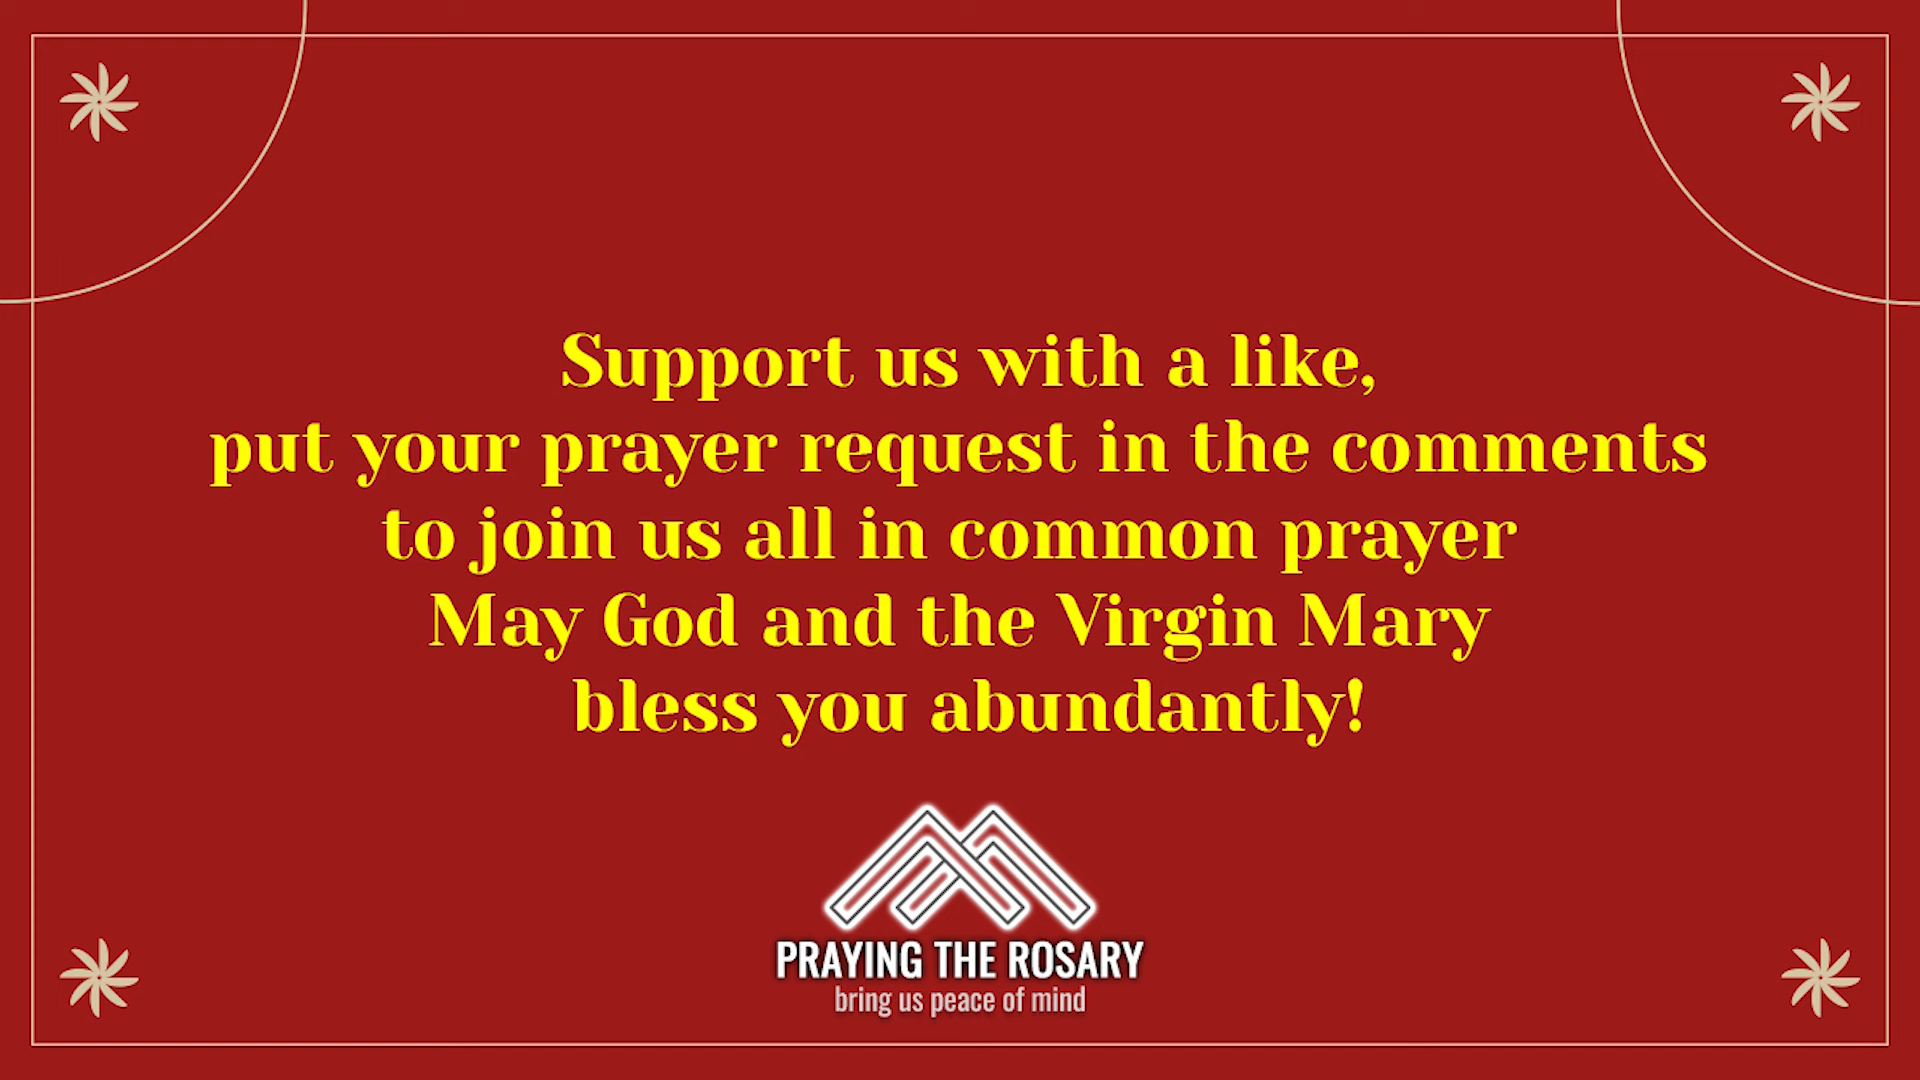 Support us with a like,
put your prayer request in the comments
to join us all in common prayer
May God and the Virgin Mary
bless you abundantly!
PRAYING THE ROSARY
bring us peace of mind